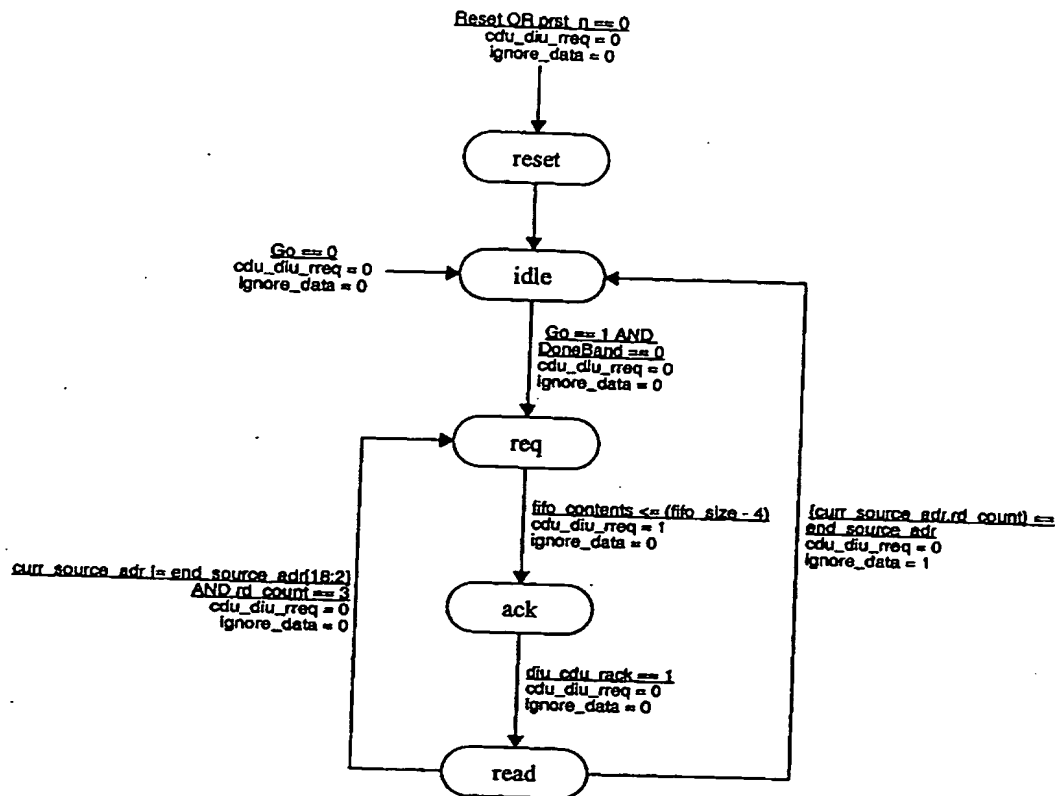 Reset OR prst_n == 0
cdu_diu_rreq = 0
ignore_data = 0
reset
Go == 0
cdu_diu_rreq = 0
ignore_data = 0
idle
Go == 1 AND
DoneBand == 0
cdu_diu_rreq = 0
ignore_data = 0
req
fifo_contents <= (fifo_size - 4)
cdu_diu_rreq = 1
ignore_data = 0
{curr_source_adr,rd_count} ==
end_source_adr
cdu_diu_rreq = 0
ignore_data = 1
curr_source_adr != end_source_adr[18:2]
AND rd_count == 3
cdu_diu_rreq = 0
ignore_data = 0
ack
diu_cdu_rack == 1
cdu_diu_rreq = 0
ignore_data = 0
read